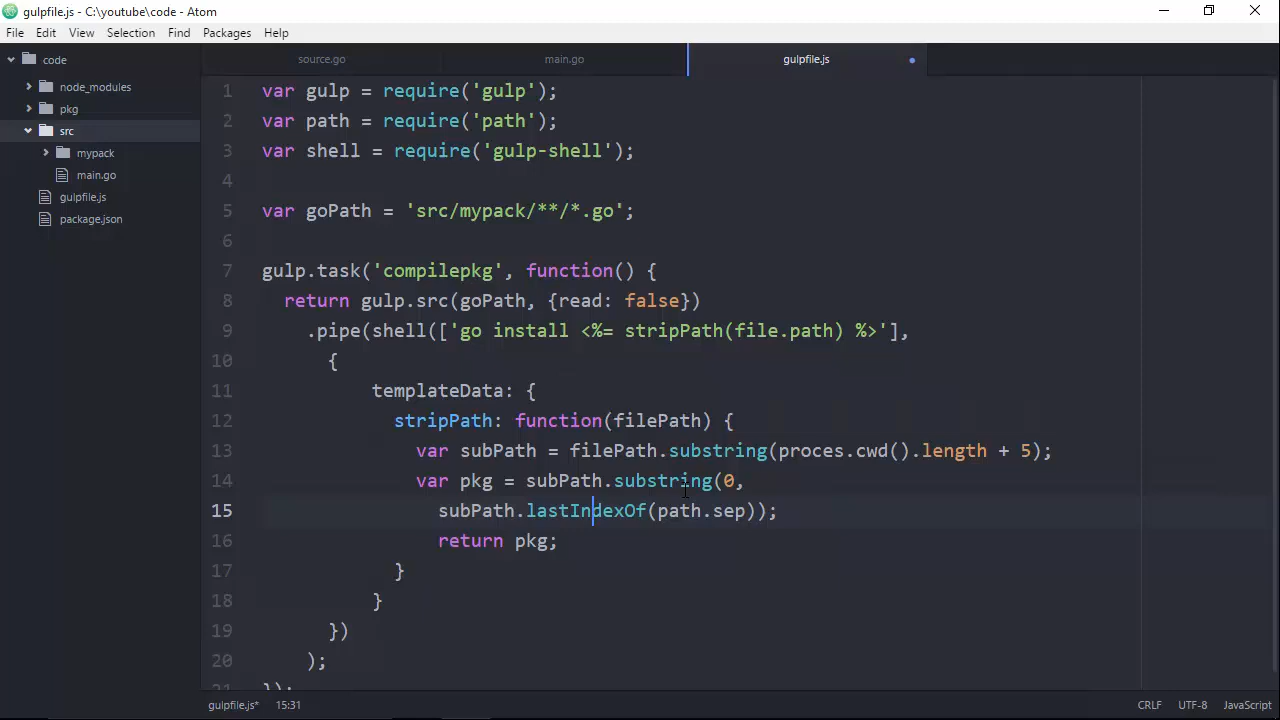 gulpfile.js - C:\youtube\code - Atom
File Edit View Selection Find Packages Help
code
node_modules
pkg
src
mypack
main.go
gulpfile.js
package.json
source.go main.go gulpfile.js
1 var gulp = require('gulp');
2 var path = require('path');
3 var shell = require('gulp-shell');
4
5 var goPath = 'src/mypack/**/*.go';
6
7 gulp.task('compilepkg', function() {
8 return gulp.src(goPath, {read: false})
9 .pipe(shell(['go install <%= stripPath(file.path) %>'],
10 {
11 templateData: {
12 stripPath: function(filePath) {
13 var subPath = filePath.substring(proces.cwd().length + 5);
14 var pkg = subPath.substring(0,
15 subPath.lastIndexOf(path.sep));
16 return pkg;
17 }
18 }
19 })
20 );
21 });
gulpfile.js* 15:31 CRLF UTF-8 JavaScript